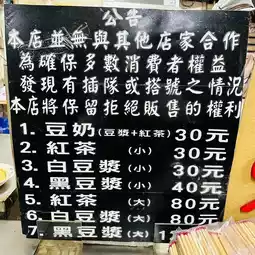 公告
本店並無與其他店家合作
為確保多數消費者權益
發現有插隊或搭號之情況
本店將保留拒絕販售的權利
1. 豆奶(豆漿+紅茶) 30元
2. 紅茶 (小) 30元
3. 白豆漿 (小) 30元
4. 黑豆漿 (小) 40元
5. 紅茶 (大) 80元
6. 白豆漿 (大) 80元
7. 黑豆漿 (大) 1